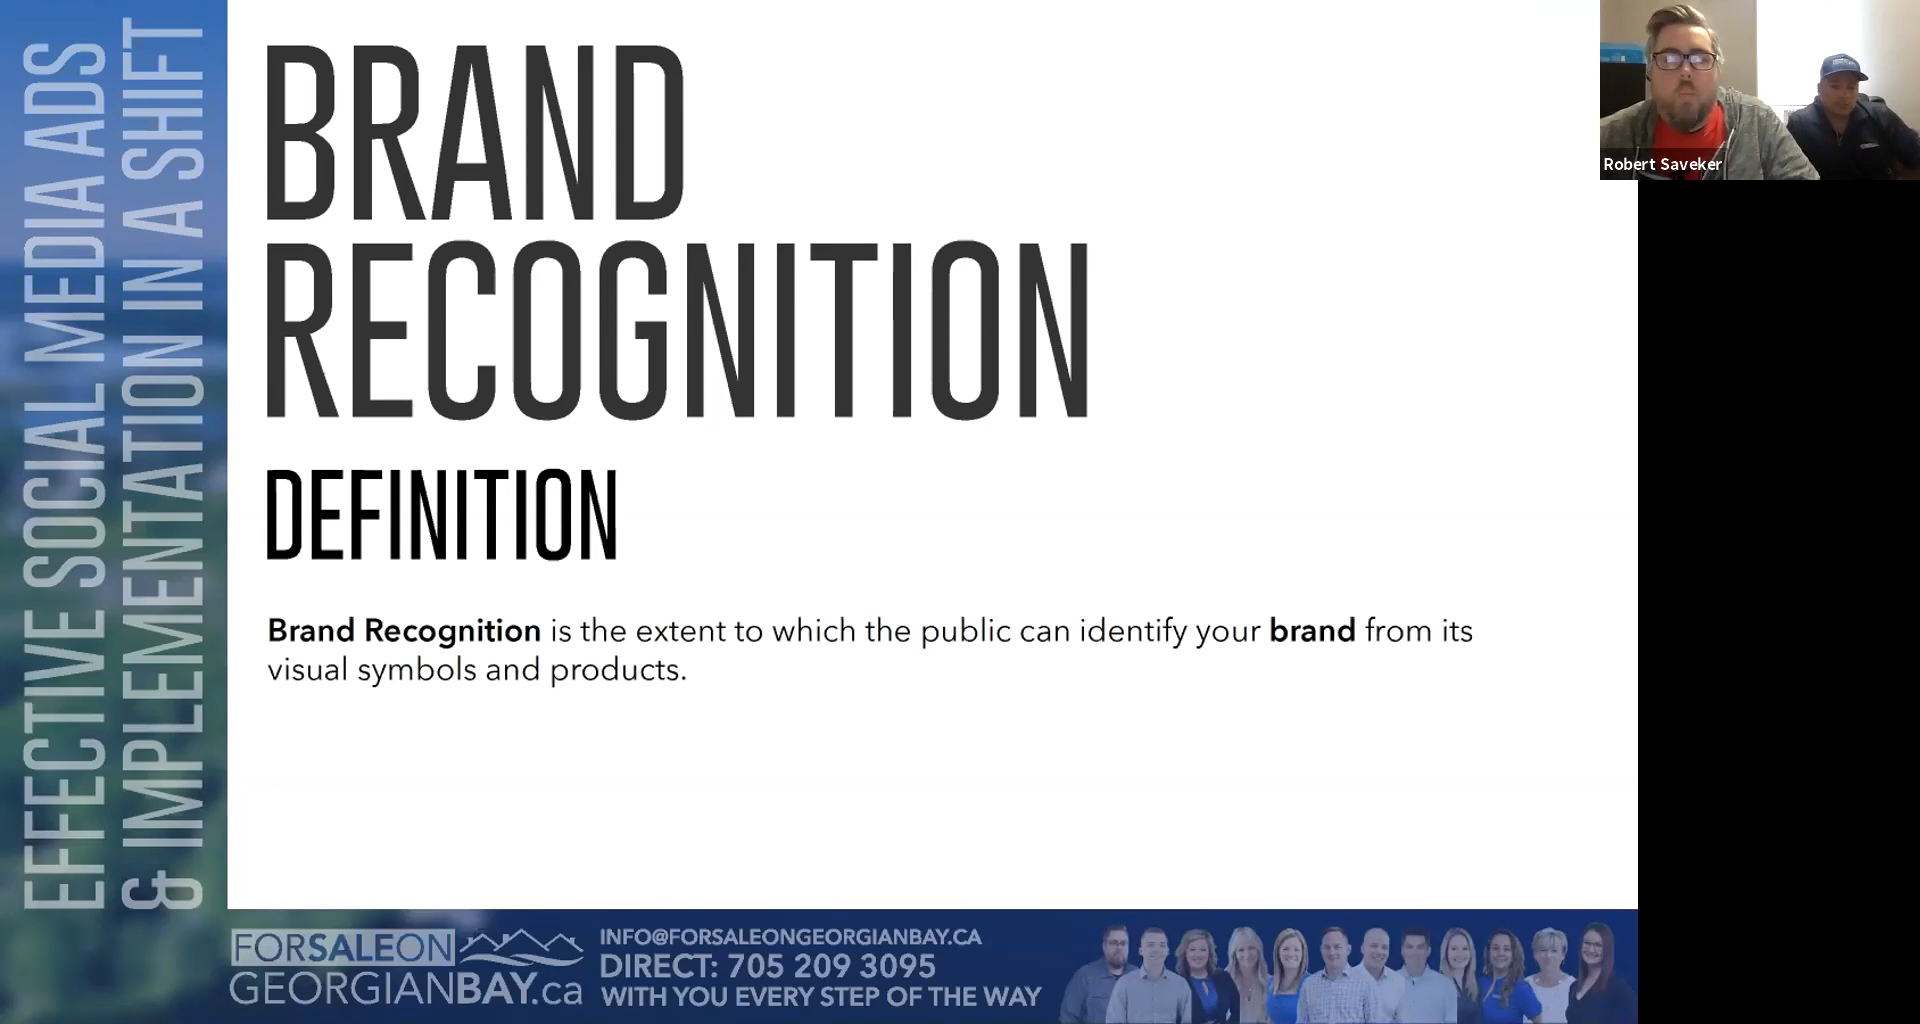 EFFECTIVE SOCIAL MEDIA ADS
& IMPLEMENTATION IN A SHIFT
BRAND
RECOGNITION
DEFINITION
Brand Recognition is the extent to which the public can identify your brand from its
visual symbols and products.
Robert Saveker
FORSALEON
GEORGIANBAY.ca
INFO@FORSALEONGEORGIANBAY.CA
DIRECT: 705 209 3095
WITH YOU EVERY STEP OF THE WAY